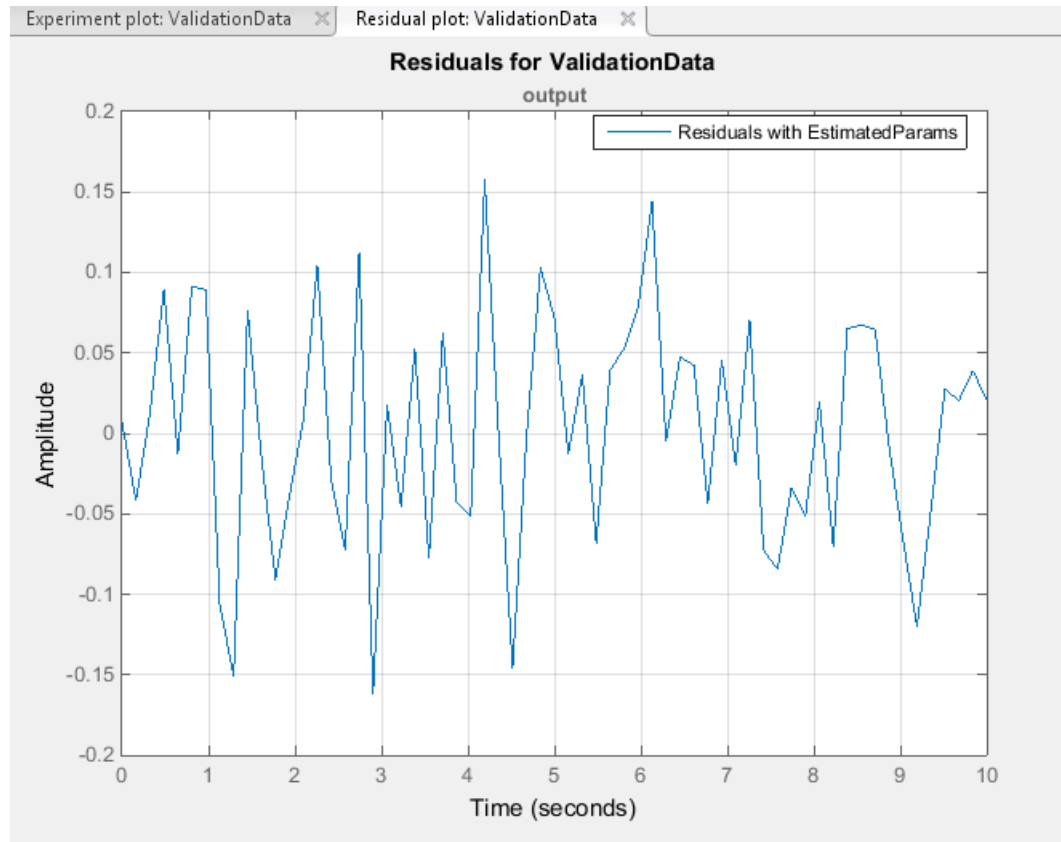 Experiment plot: ValidationData
Residual plot: ValidationData
Residuals for ValidationData
output
Residuals with EstimatedParams
Amplitude
0.2
0.15
0.1
0.05
0
-0.05
-0.1
-0.15
-0.2
0 1 2 3 4 5 6 7 8 9 10
Time (seconds)